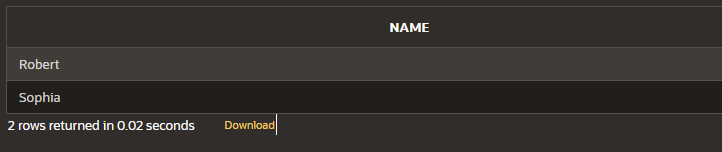 NAME
Robert
Sophia
2 rows returned in 0.02 seconds Download